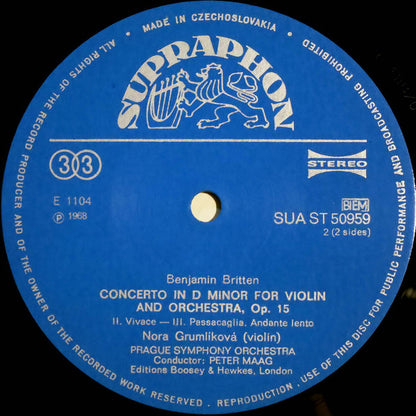 • MADE IN CZECHOSLOVAKIA •
ALL RIGHTS OF THE RECORD PRODUCER AND OF THE OWNER OF THE RECORDED WORK RESERVED. USE OF THIS DISC FOR PUBLIC PERFORMANCE AND BROADCASTING PROHIBITED
SUPRAPHON
33
STEREO
E 1104
Ⓟ 1968
BIEM
SUA ST 50959
2 (2 sides)
Benjamin Britten
CONCERTO IN D MINOR FOR VIOLIN
AND ORCHESTRA, Op. 15
II. Vivace — III. Passacaglia. Andante lento
Nora Grumlíková (violin)
PRAGUE SYMPHONY ORCHESTRA
Conductor: PETER MAAG
Editions Boosey & Hawkes, London